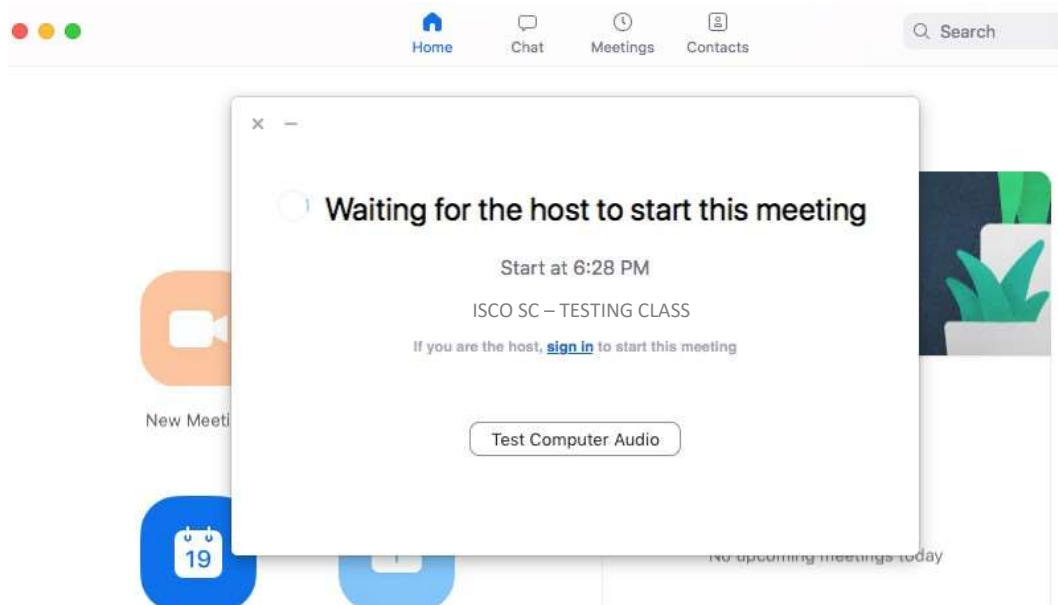 Home Chat Meetings Contacts Search
Waiting for the host to start this meeting
Start at 6:28 PM
ISCO SC – TESTING CLASS
If you are the host, sign in to start this meeting
Test Computer Audio
New Meeti
19
No upcoming meetings today